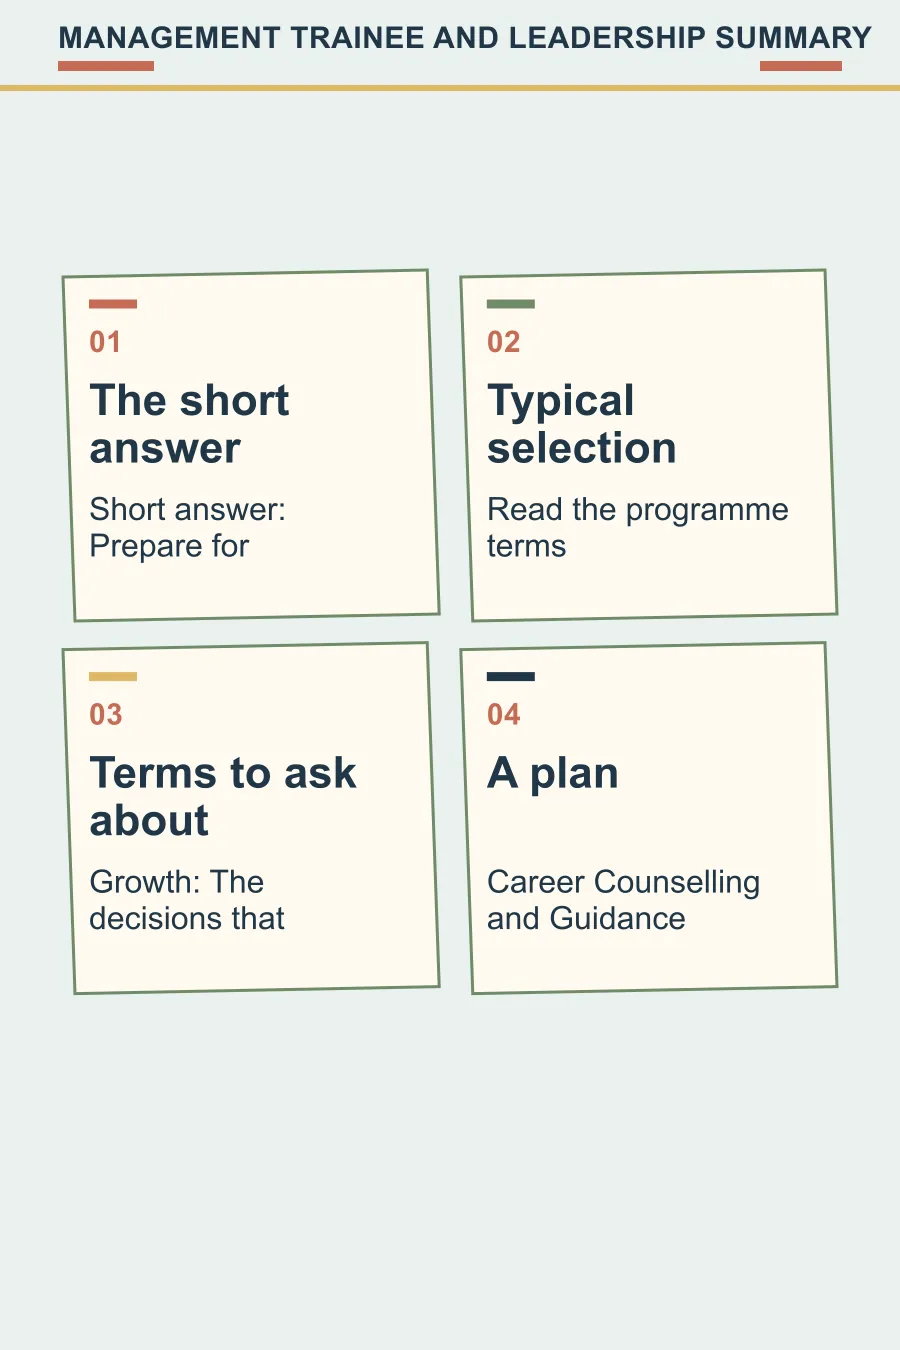 MANAGEMENT TRAINEE AND LEADERSHIP SUMMARY
01
The short
answer
Short answer:
Prepare for
02
Typical
selection
Read the programme
terms
03
Terms to ask
about
Growth: The
decisions that
04
A plan
Career Counselling
and Guidance